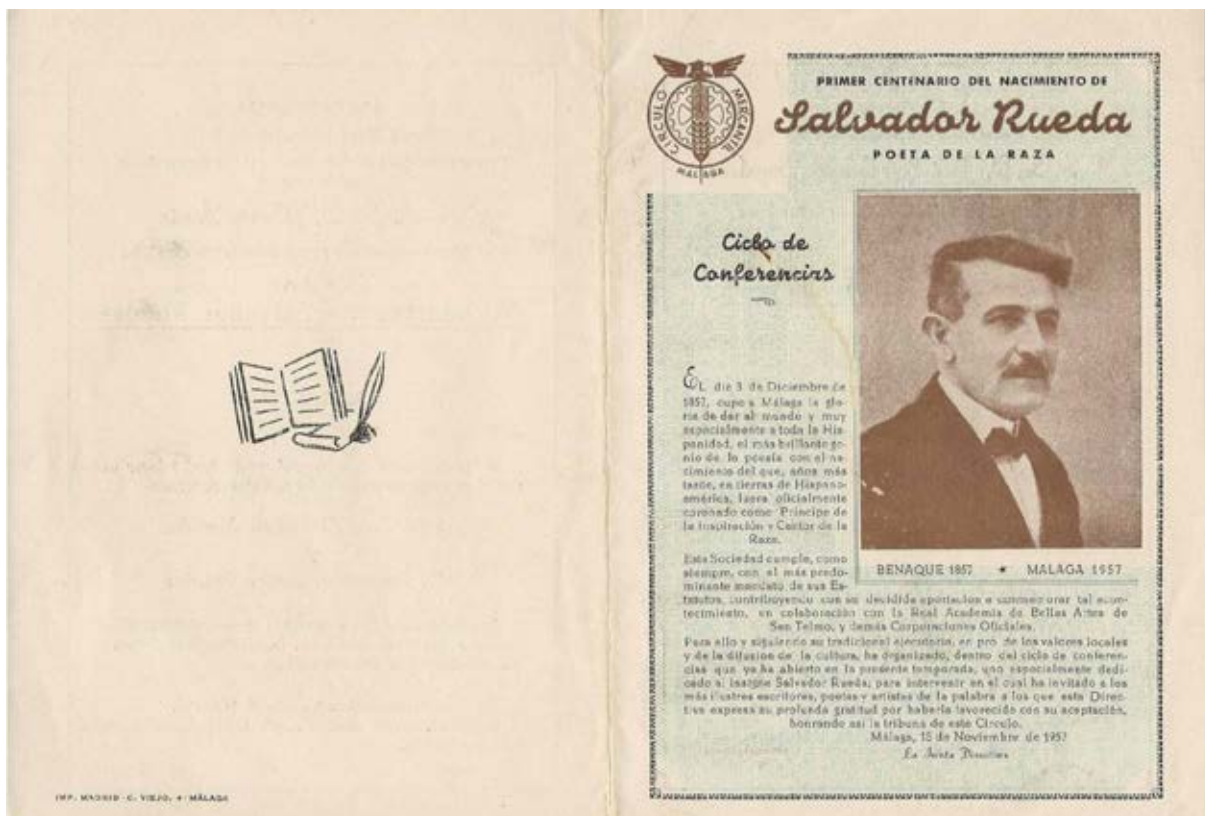 IMP. MADRID - C. VIEJO, 4 - MÁLAGA
CIRCULO MERCANTIL
MALAGA
PRIMER CENTENARIO DEL NACIMIENTO DE
Salvador Rueda
POETA DE LA RAZA
Ciclo de
Conferencias
EL día 3 de Diciembre de
1857, cupo a Málaga la glo-
ria de dar al mundo y muy
especialmente a toda la His-
panidad, el más brillante ge-
nio de la poesía con el na-
cimiento del que, años más
tarde, en tierras de Hispano-
américa, fuera oficialmente
coronado como Príncipe de
la Inspiración y Cantor de la
Raza.
Esta Sociedad cumple, como
siempre, con el más predo-
minante mandato de sus Es-
tatutos, contribuyendo con su decidida aportación a conmemorar tal acon-
tecimiento, en colaboración con la Real Academia de Bellas Artes de
San Telmo, y demás Corporaciones Oficiales.
Para ello y siguiendo su tradicional ejecutoria, en pro de los valores locales
y de la difusión de la cultura, ha organizado, dentro del ciclo de conferen-
cias que ya ha abierto en la presente temporada, uno especialmente dedi-
cado al insigne Salvador Rueda, para intervenir en el cual ha invitado a los
más ilustres escritores, poetas y artistas de la palabra a los que esta Direc-
tiva expresa su profunda gratitud por haberla favorecido con su aceptación,
honrando así la tribuna de este Círculo.
Málaga, 15 de Noviembre de 1957
La Junta Directiva
BENAQUE 1857 ★ MALAGA 1957